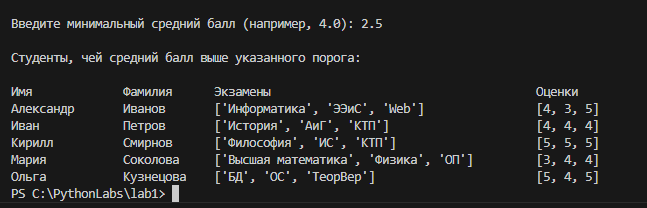 Введите минимальный средний балл (например, 4.0): 2.5
Студенты, чей средний балл выше указанного порога:
Имя Фамилия Экзамены Оценки
Александр Иванов ['Информатика', 'ЭЭиС', 'Web'] [4, 3, 5]
Иван Петров ['История', 'АиГ', 'КТП'] [4, 4, 4]
Кирилл Смирнов ['Философия', 'ИС', 'КТП'] [5, 5, 5]
Мария Соколова ['Высшая математика', 'Физика', 'ОП'] [3, 4, 4]
Ольга Кузнецова ['БД', 'ОС', 'ТеорВер'] [5, 4, 5]
PS C:\PythonLabs\lab1>